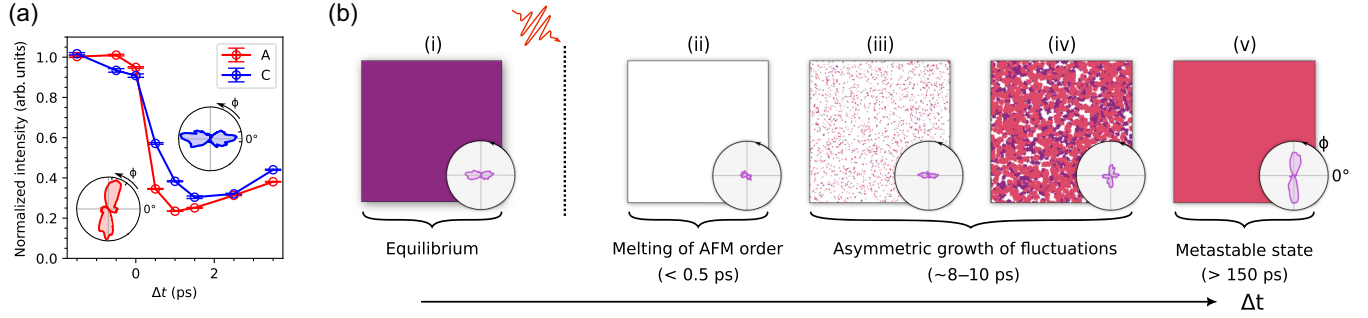 (a)
Normalized intensity (arb. units)
1.0
0.8
0.6
0.4
0.2
0.0
0
2
Δt (ps)
A
C
ϕ
0°
ϕ
0°
(b)
(i)
(ii)
(iii)
(iv)
(v)
ϕ
0°
Equilibrium
Melting of AFM order
(< 0.5 ps)
Asymmetric growth of fluctuations
(~8–10 ps)
Metastable state
(> 150 ps)
Δt